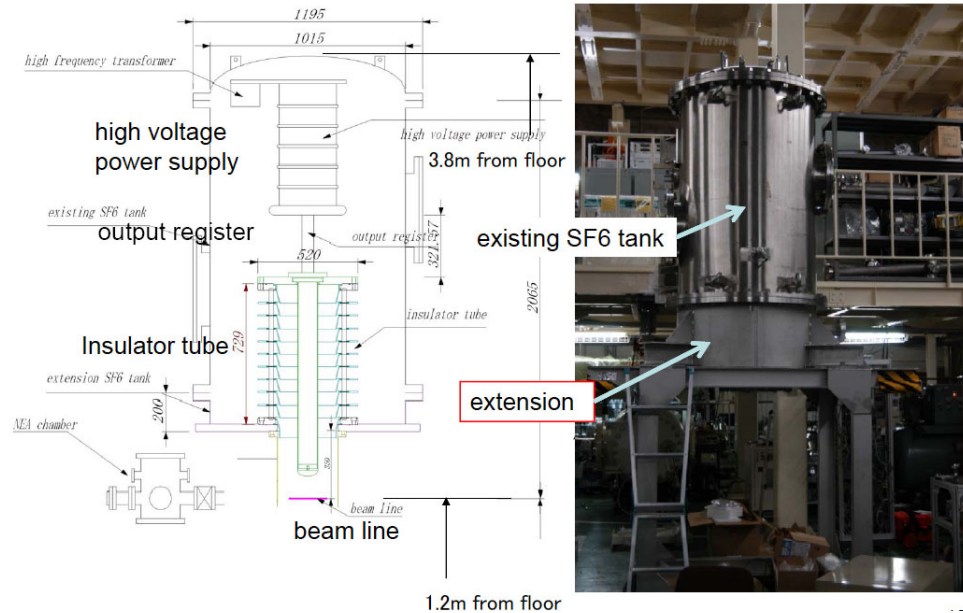 1195
1015
high frequency transformer
high voltage
power supply
high voltage power supply
3.8m from floor
existing SF6 tank
output register
output register
321.457
520
2065
existing SF6 tank
insulator tube
Insulator tube
729
extension SF6 tank
200
extension
NEA chamber
beam line
beam line
1.2m from floor